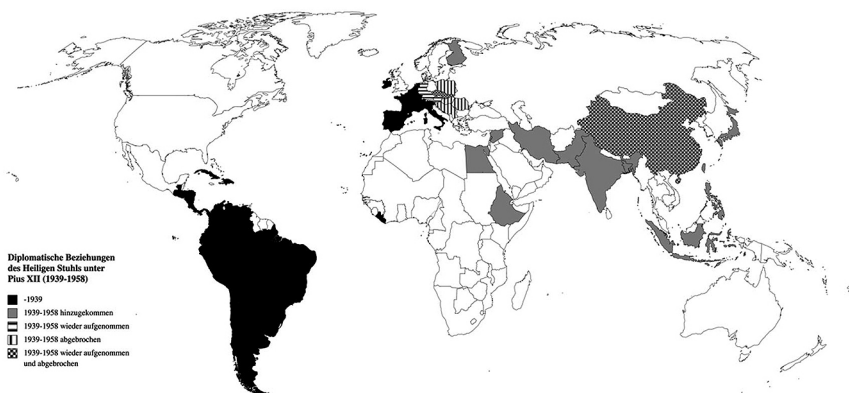 Diplomatische Beziehungen
des Heiligen Stuhls unter
Pius XII (1939-1958)
-1939
1939-1958 hinzugekommen
1939-1958 wieder aufgenommen
1939-1958 abgebrochen
1939-1958 wieder aufgenommen
und abgebrochen